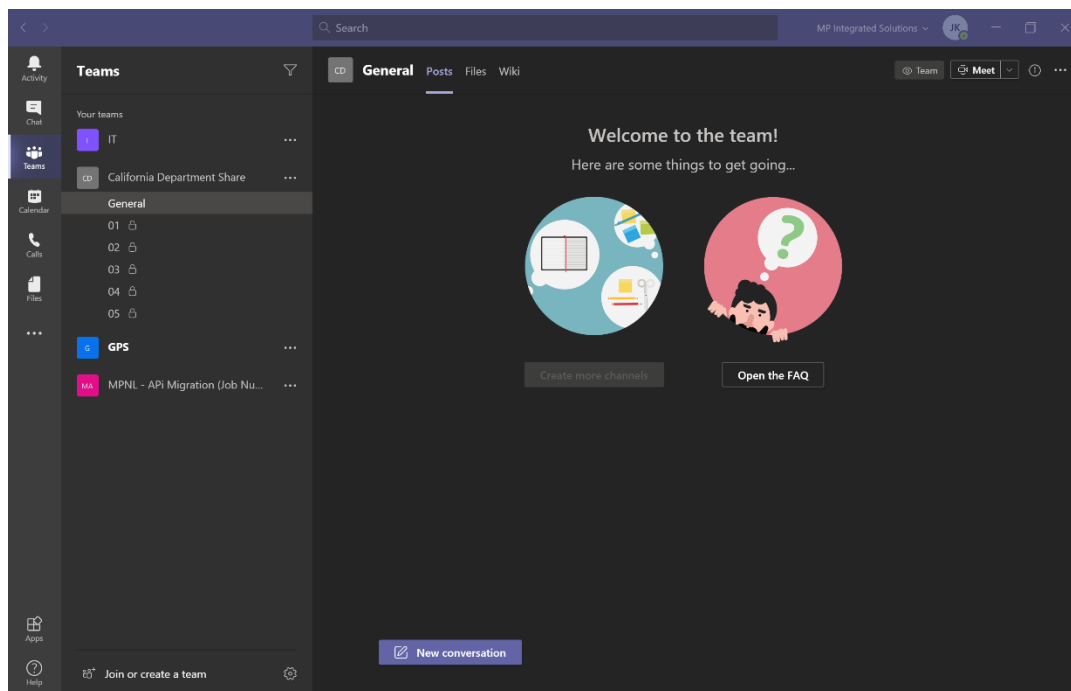 Search
MP Integrated Solutions
JK
Activity
Chat
Teams
Calendar
Calls
Files
Apps
Help
Teams
Your teams
I IT
CD California Department Share
General
01
02
03
04
05
G GPS
MA MPNL - APi Migration (Job Nu...
Join or create a team
CD General Posts Files Wiki
Team Meet
Welcome to the team!
Here are some things to get going...
?
Create more channels Open the FAQ
New conversation